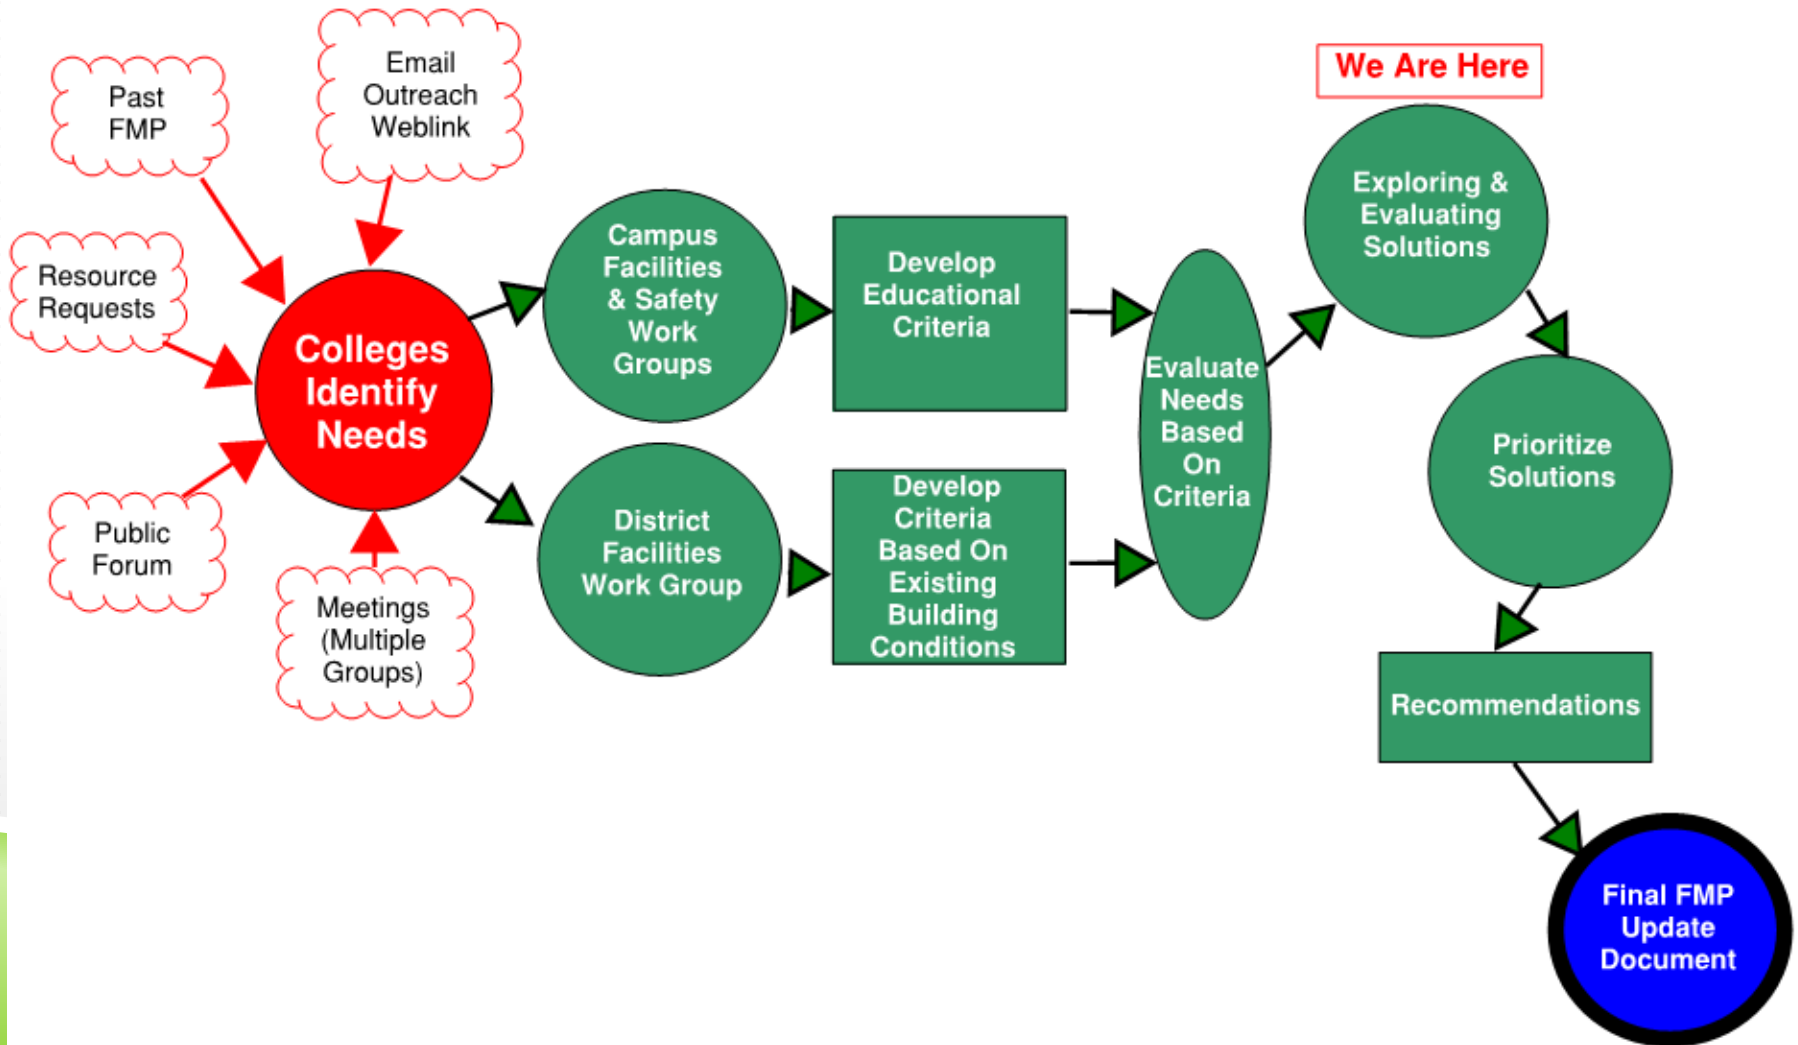 Past
FMP
Email
Outreach
Weblink
Resource
Requests
Public
Forum
Meetings
(Multiple
Groups)
Colleges
Identify
Needs
Campus
Facilities
& Safety
Work
Groups
District
Facilities
Work Group
Develop
Educational
Criteria
Develop
Criteria
Based On
Existing
Building
Conditions
Evaluate
Needs
Based
On
Criteria
We Are Here
Exploring &
Evaluating
Solutions
Prioritize
Solutions
Recommendations
Final FMP
Update
Document